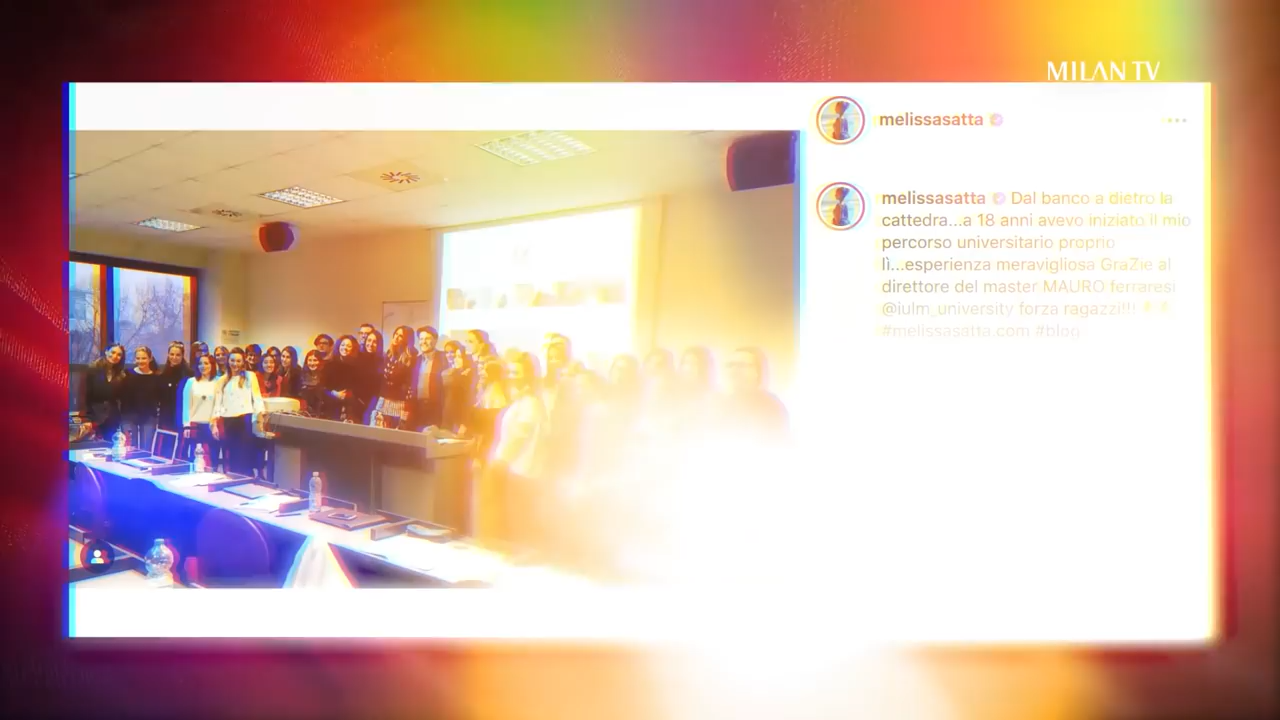 MILAN TV
melissasatta
melissasatta Dal banco a dietro la
cattedra...a 18 anni avevo iniziato il mio
percorso universitario proprio
lì...esperienza meravigliosa GraZie al
direttore del master MAURO ferraresi
@iulm_university forza ragazzi!!!
#melissasatta.com #blog